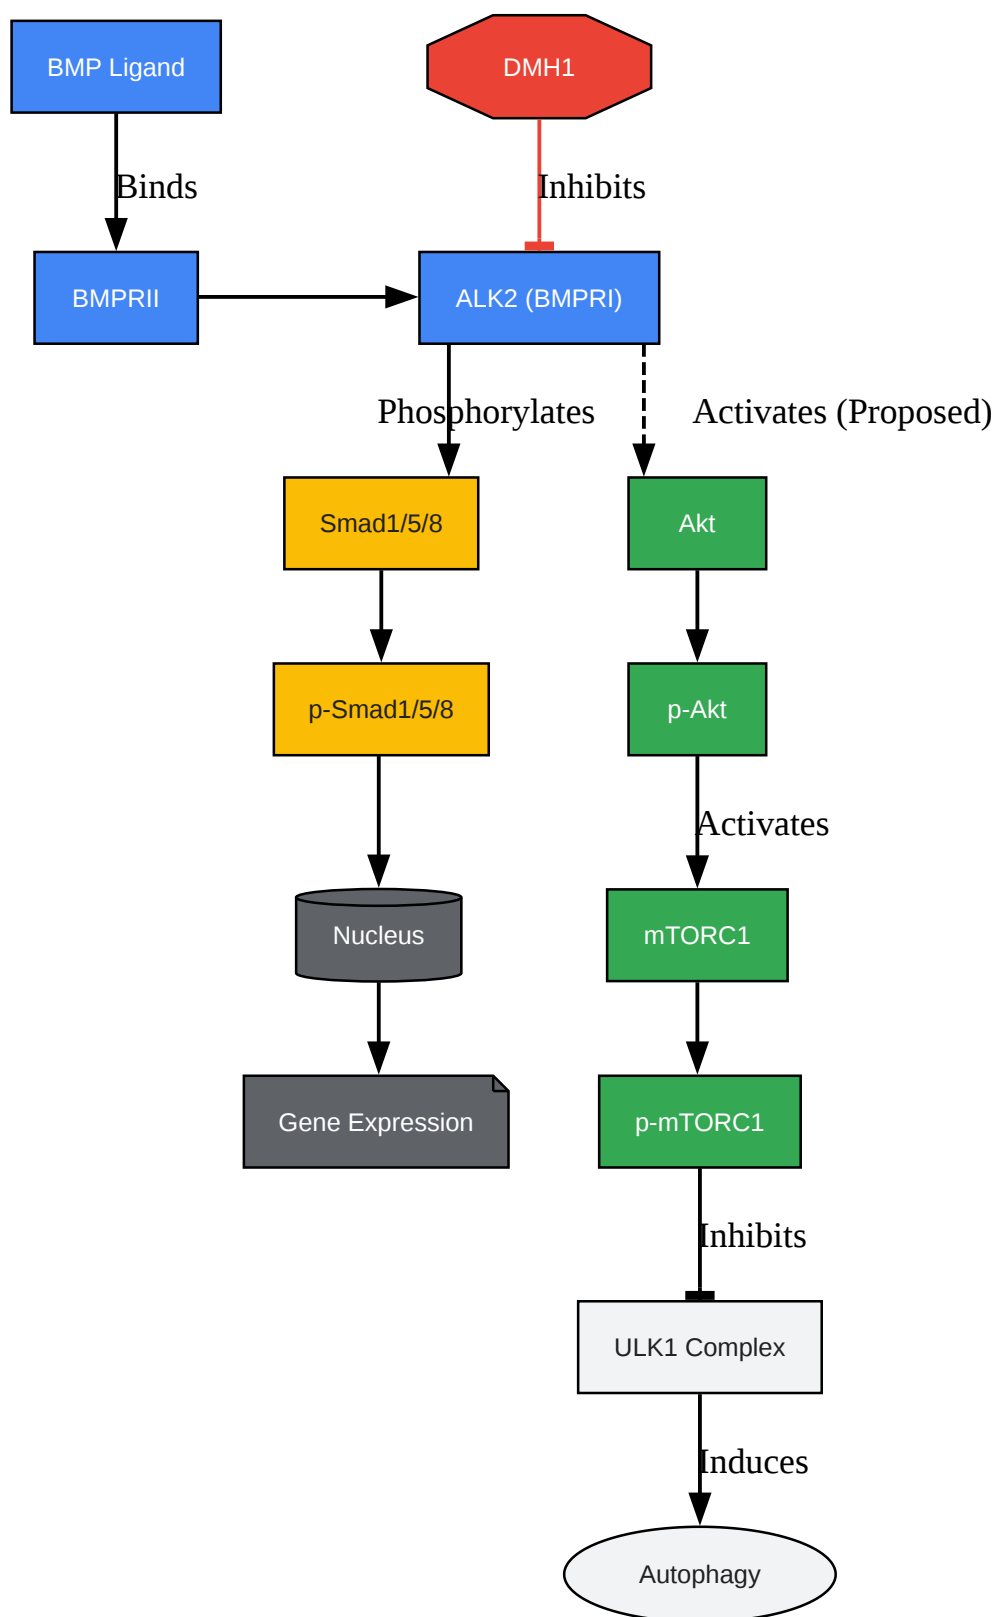 BMP Ligand
DMH1
Binds
Inhibits
BMPRII
ALK2 (BMPRI)
Phosphorylates
Activates (Proposed)
Smad1/5/8
Akt
p-Smad1/5/8
p-Akt
Activates
Nucleus
mTORC1
Gene Expression
p-mTORC1
Inhibits
ULK1 Complex
Induces
Autophagy